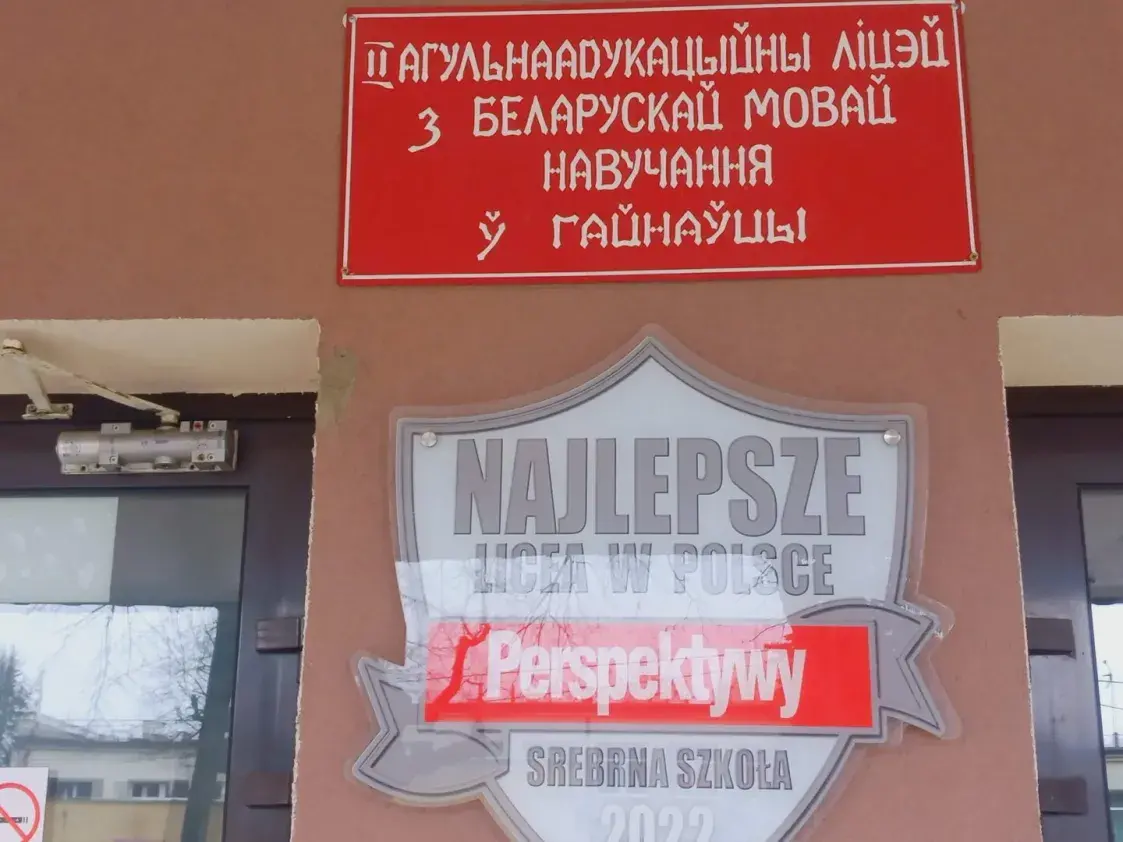 II АГУЛЬНААДУКАЦЫЙНЫ ЛІЦЭЙ
З БЕЛАРУСКАЙ МОВАЙ
НАВУЧАННЯ
Ў ГАЙНАЎЦЫ
NAJLEPSZE
LICEA W POLSCE
Perspektywy
SREBRNA SZKOŁA
2022